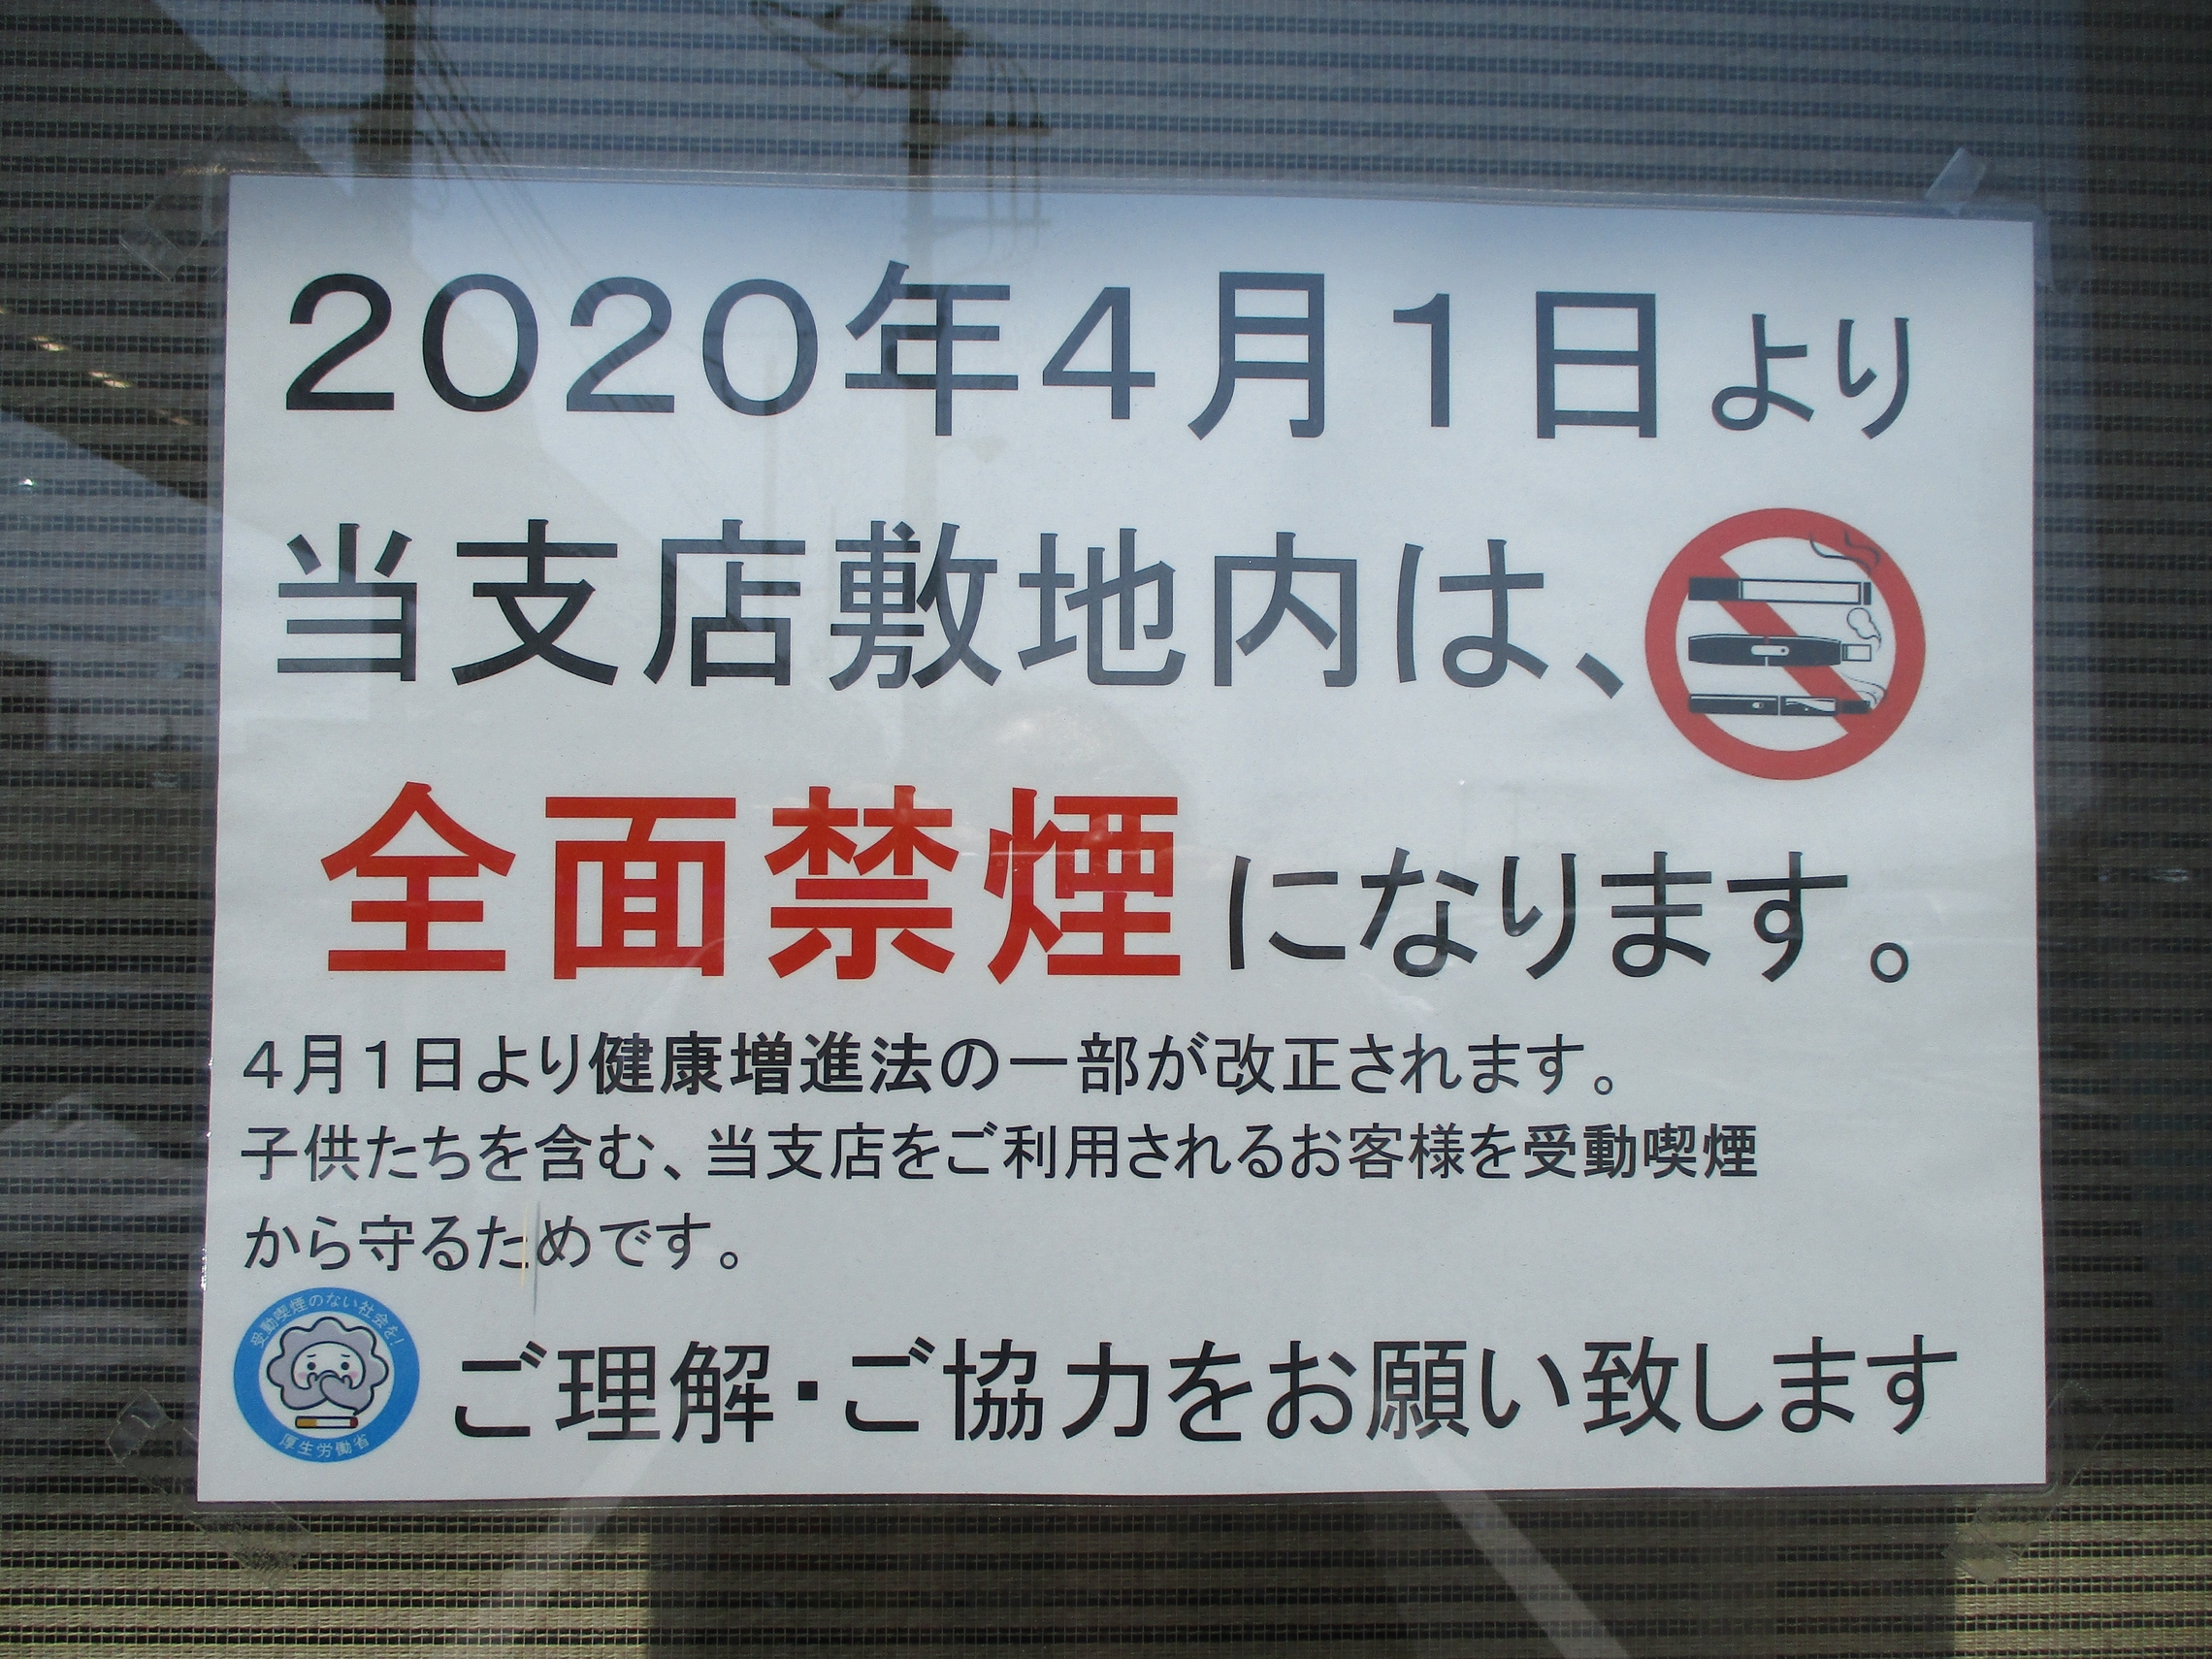 2020年4月1日より
当支店敷地内は、
全面禁煙になります。
4月1日より健康増進法の一部が改正されます。
子供たちを含む、当支店をご利用されるお客様を受動喫煙
から守るためです。
受動喫煙のない社会を!
厚生労働省
ご理解・ご協力をお願い致します